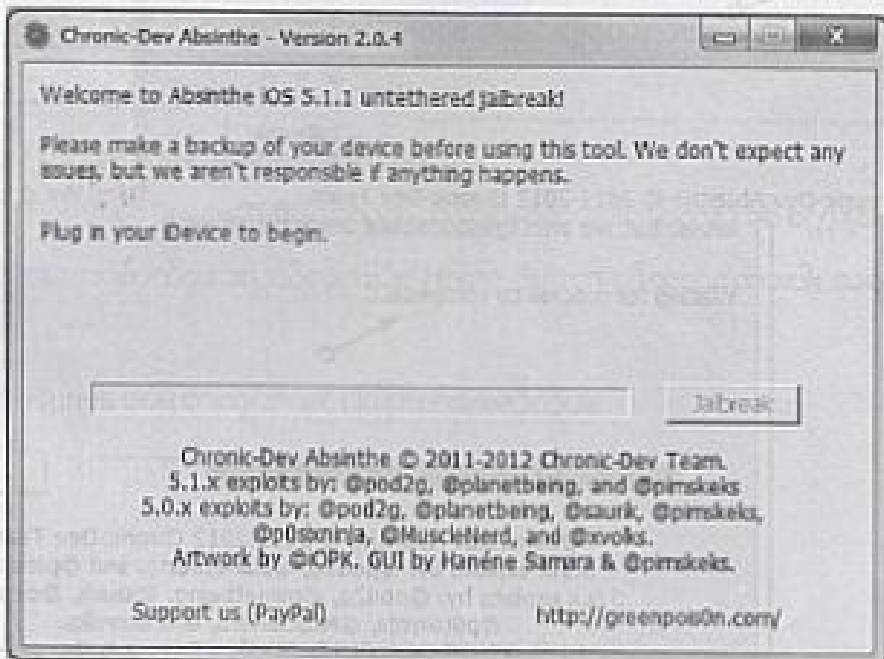 Chronic-Dev Absinthe - Version 2.0.4
Welcome to Absinthe iOS 5.1.1 untethered jailbreak!
Please make a backup of your device before using this tool. We don't expect any
issues, but we aren't responsible if anything happens.
Plug in your iDevice to begin.
Jailbreak
Chronic-Dev Absinthe © 2011-2012 Chronic-Dev Team.
5.1.x exploits by: @pod2g, @planetbeing, and @pimskeks
5.0.x exploits by: @pod2g, @planetbeing, @saurik, @pimskeks,
@p0sixninja, @MuscleNerd, and @xvolks.
Artwork by @iOPK. GUI by Hanéne Samara & @pimskeks.
Support us (PayPal)
http://greenpois0n.com/